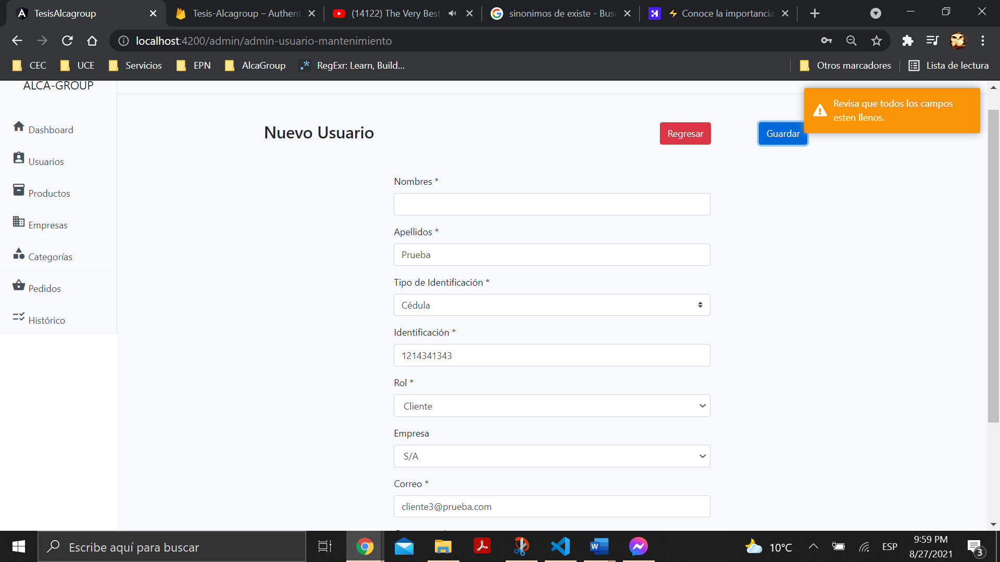 TesisAlcagroup
Tesis-Alcagroup – Authent
(14122) The Very Best
sinonimos de existe - Bus
Conoce la importancia
localhost:4200/admin/admin-usuario-mantenimiento
CEC
UCE
Servicios
EPN
AlcaGroup
RegExr: Learn, Build...
Otros marcadores
Lista de lectura
ALCA-GROUP
Revisa que todos los campos
esten llenos.
Dashboard
Usuarios
Productos
Empresas
Categorías
Pedidos
Histórico
Nuevo Usuario
Regresar
Guardar
Nombres *
Apellidos *
Prueba
Tipo de Identificación *
Cédula
Identificación *
1214341343
Rol *
Cliente
Empresa
S/A
Correo *
cliente3@prueba.com
Escribe aquí para buscar
10°C
ESP
9:59 PM
8/27/2021
3